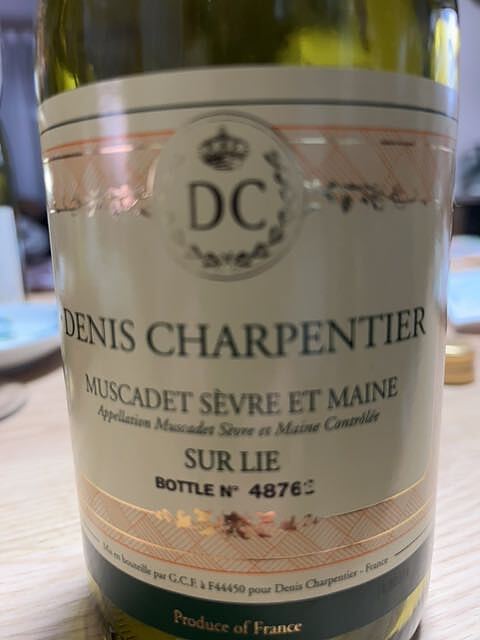 DC
DENIS CHARPENTIER
MUSCADET SÈVRE ET MAINE
Appellation Muscadet Sèvre et Maine Contrôlée
SUR LIE
BOTTLE N°
Mis en bouteille par G.C.F. à F44450 pour Denis Charpentier - France
Produce of France